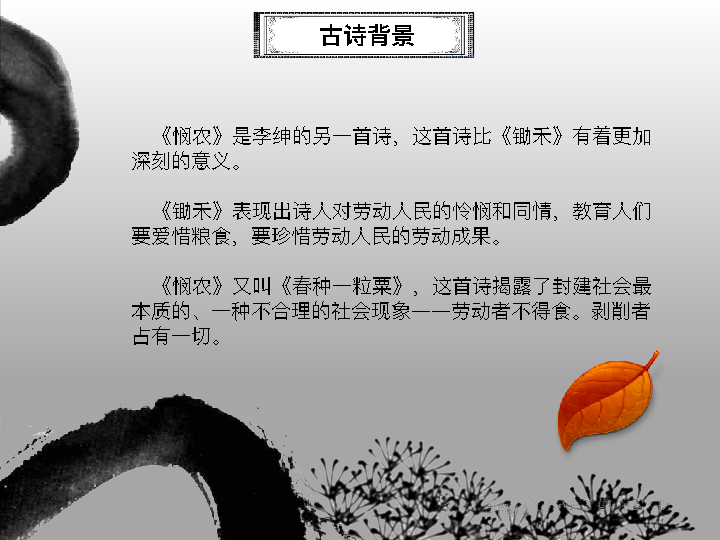 古诗背景
《悯农》是李绅的另一首诗，这首诗比《锄禾》有着更加
深刻的意义。
《锄禾》表现出诗人对劳动人民的怜悯和同情，教育人们
要爱惜粮食，要珍惜劳动人民的劳动成果。
《悯农》又叫《春种一粒粟》，这首诗揭露了封建社会最
本质的、一种不合理的社会现象——劳动者不得食。剥削者
占有一切。